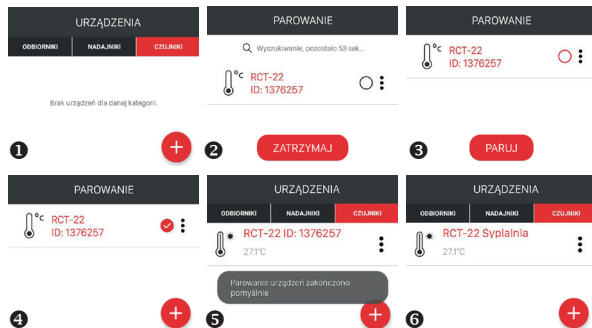 URZĄDZENIA
ODBIORNIKI NADAJNIKI CZUJNIKI
Brak urządzeń dla danej kategorii.
+
1
PAROWANIE
Wyszukiwanie, pozostało 53 sek...
°c RCT-22
ID: 1376257
ZATRZYMAJ
2
PAROWANIE
°c RCT-22
ID: 1376257
PARUJ
3
PAROWANIE
°c RCT-22
ID: 1376257
+
4
URZĄDZENIA
ODBIORNIKI NADAJNIKI CZUJNIKI
RCT-22 ID: 1376257
27.1°C
Parowanie urządzeń zakończono
pomyślnie
+
5
URZĄDZENIA
ODBIORNIKI NADAJNIKI CZUJNIKI
RCT-22 Syplalnia
27.1°C
+
6